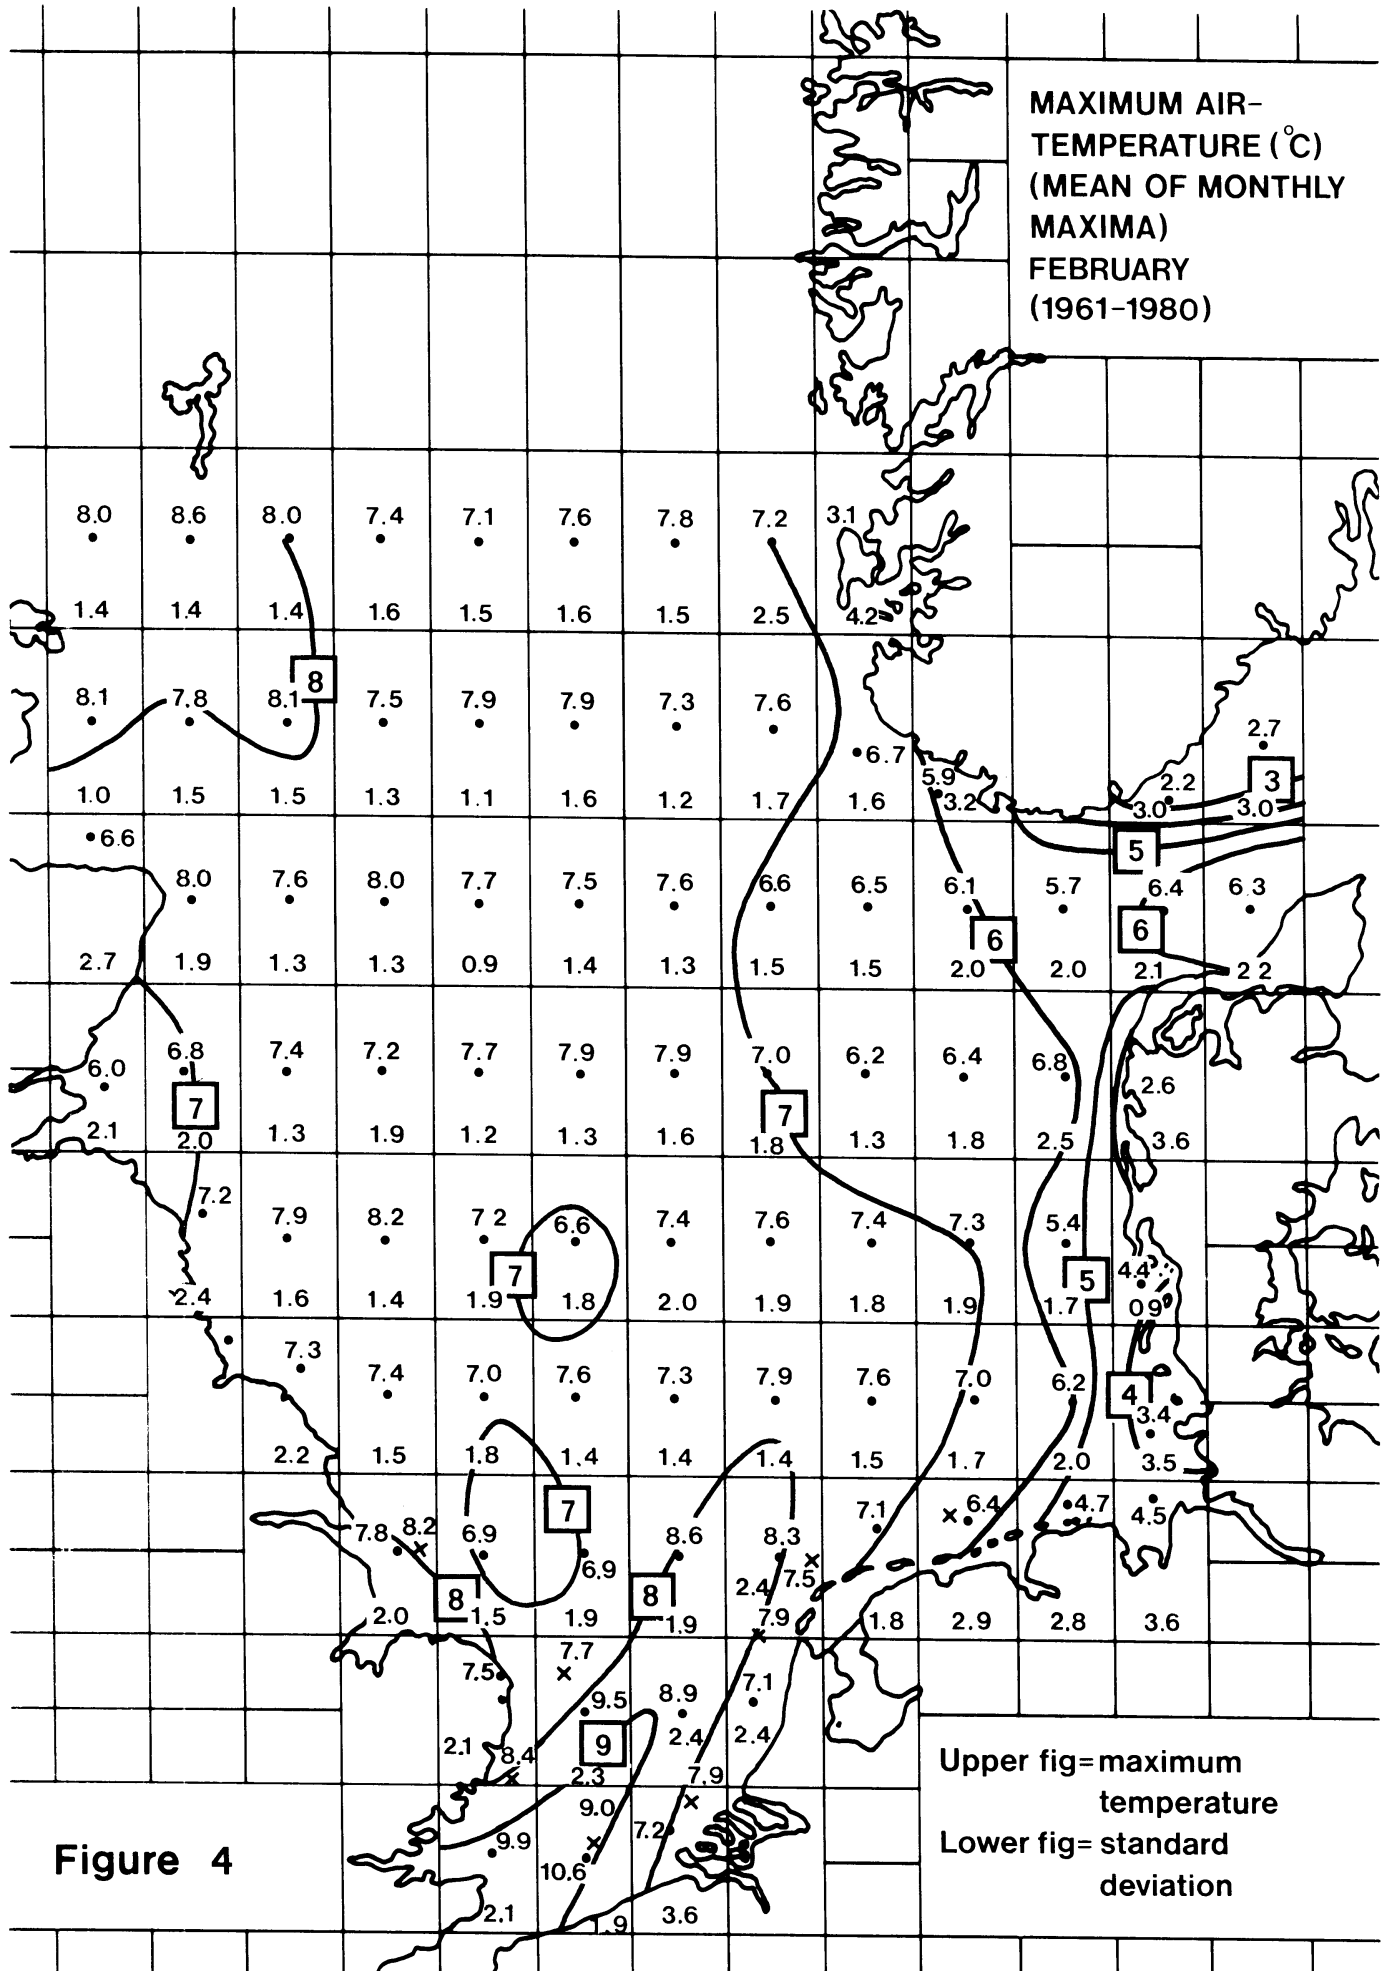 MAXIMUM AIR-
TEMPERATURE (°C)
(MEAN OF MONTHLY
MAXIMA)
FEBRUARY
(1961-1980)
8.0 8.6 8.0 7.4 7.1 7.6 7.8 7.2 3.1
1.4 1.4 1.4 1.6 1.5 1.6 1.5 2.5 4.2
8
8.1 7.8 8.1 7.5 7.9 7.9 7.3 7.6
2.7
6.7
5.9 2.2 3
1.0 1.5 1.5 1.3 1.1 1.6 1.2 1.7 1.6 3.2 3.0 3.0
6.6
5
8.0 7.6 8.0 7.7 7.5 7.6 6.6 6.5 6.1 5.7 6.4 6.3
6 6
2.7 1.9 1.3 1.3 0.9 1.4 1.3 1.5 1.5 2.0 2.0 2.1 2 2
6.0 6.8 7.4 7.2 7.7 7.9 7.9 7.0 6.2 6.4 6.8
2.6
7 7
2.1 2.0 1.3 1.9 1.2 1.3 1.6 1.8 1.3 1.8 2.5 3.6
7.2 7.9 8.2 7 2 6.6 7.4 7.6 7.4 7.3 5.4
7 5 4.4
2.4 1.6 1.4 1.9 1.8 2.0 1.9 1.8 1.9 1.7 0 9
7.3 7.4 7.0 7.6 7.3 7.9 7.6 7.0 6.2
4 3.4
2.2 1.5 1.8 1.4 1.4 1.4 1.5 1.7 2.0 3.5
7
7.8 8.2 6.9 6.9 8.6 8.3 7.1 6.4 4.7 4.5
8 8 2.4 7.5
2.0 1.5 1.9 1.9 7.9 1.8 2.9 2.8 3.6
7.5 7.7
9.5 8.9 7.1
9
2.1 8.4 2.4 2.4
2.3 7.9
9.0
9.9 7.2
10.6
2.1 .9 3.6
Upper fig= maximum
temperature
Lower fig= standard
deviation
Figure 4